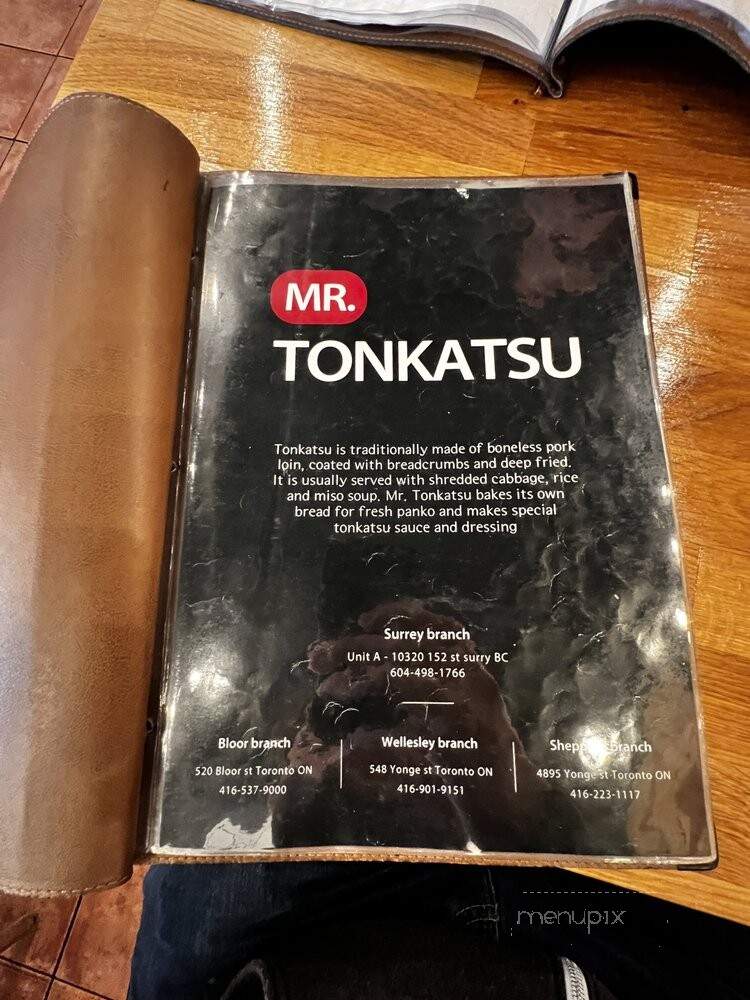 MR.
TONKATSU
Tonkatsu is traditionally made of boneless pork
loin, coated with breadcrumbs and deep fried.
It is usually served with shredded cabbage, rice
and miso soup. Mr. Tonkatsu bakes its own
bread for fresh panko and makes special
tonkatsu sauce and dressing
Surrey branch
Unit A - 10320 152 st surry BC
604-498-1766
Bloor branch
520 Bloor st Toronto ON
416-537-9000
Wellesley branch
548 Yonge st Toronto ON
416-901-9151
branch
4895 Yonge st Toronto ON
416-223-1117
menupix